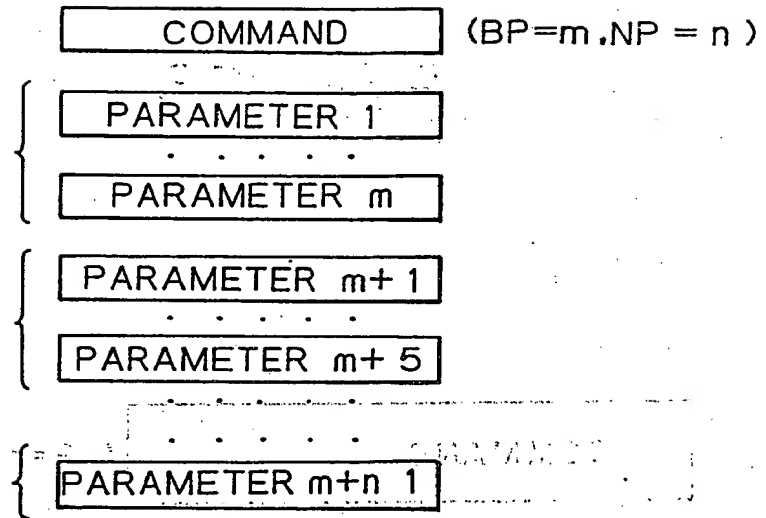 COMMAND (BP=m.NP = n)
PARAMETER 1
. . . . .
PARAMETER m
PARAMETER m+ 1
. . . . .
PARAMETER m+ 5
. . . . .
. . . . .
PARAMETER m+n 1